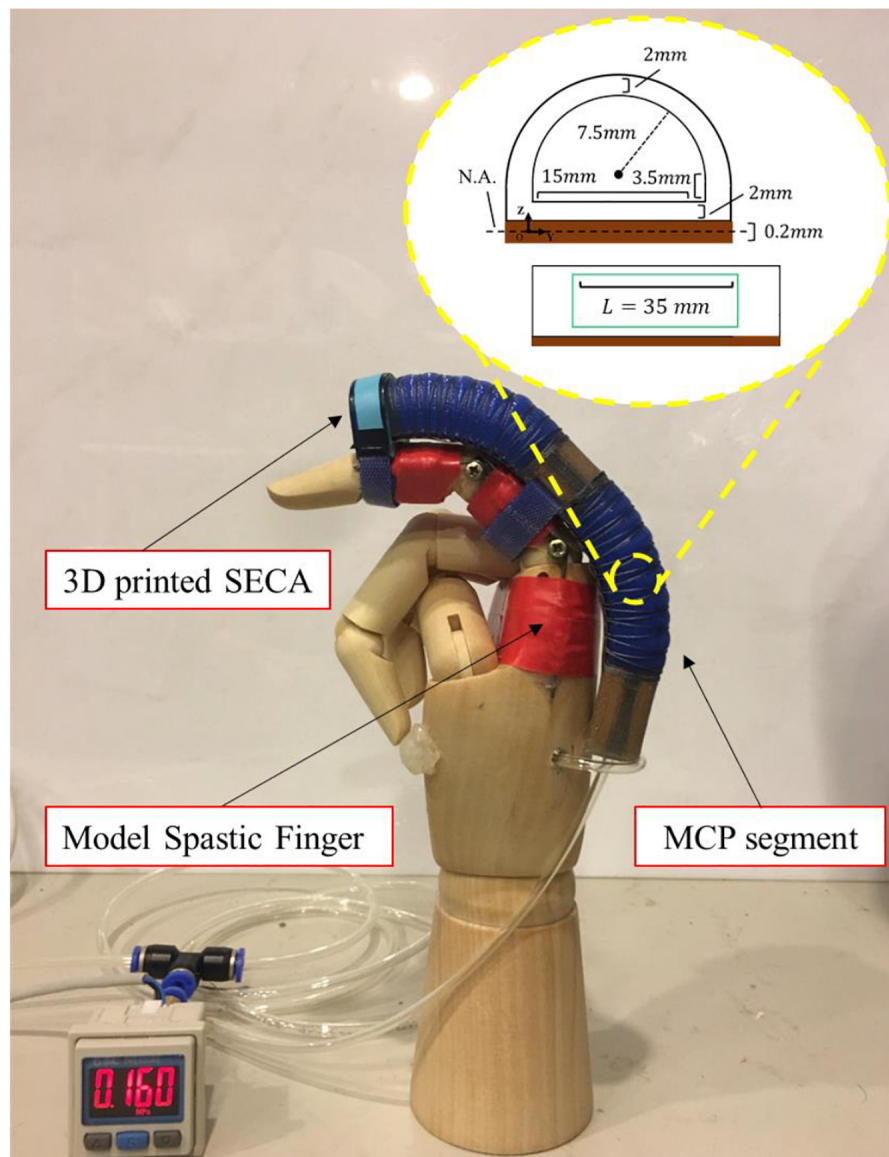 2mm
7.5mm
N.A.
15mm
3.5mm
2mm
z
o
Y
0.2mm
L = 35 mm
3D printed SECA
Model Spastic Finger
MCP segment
0.160
MPa